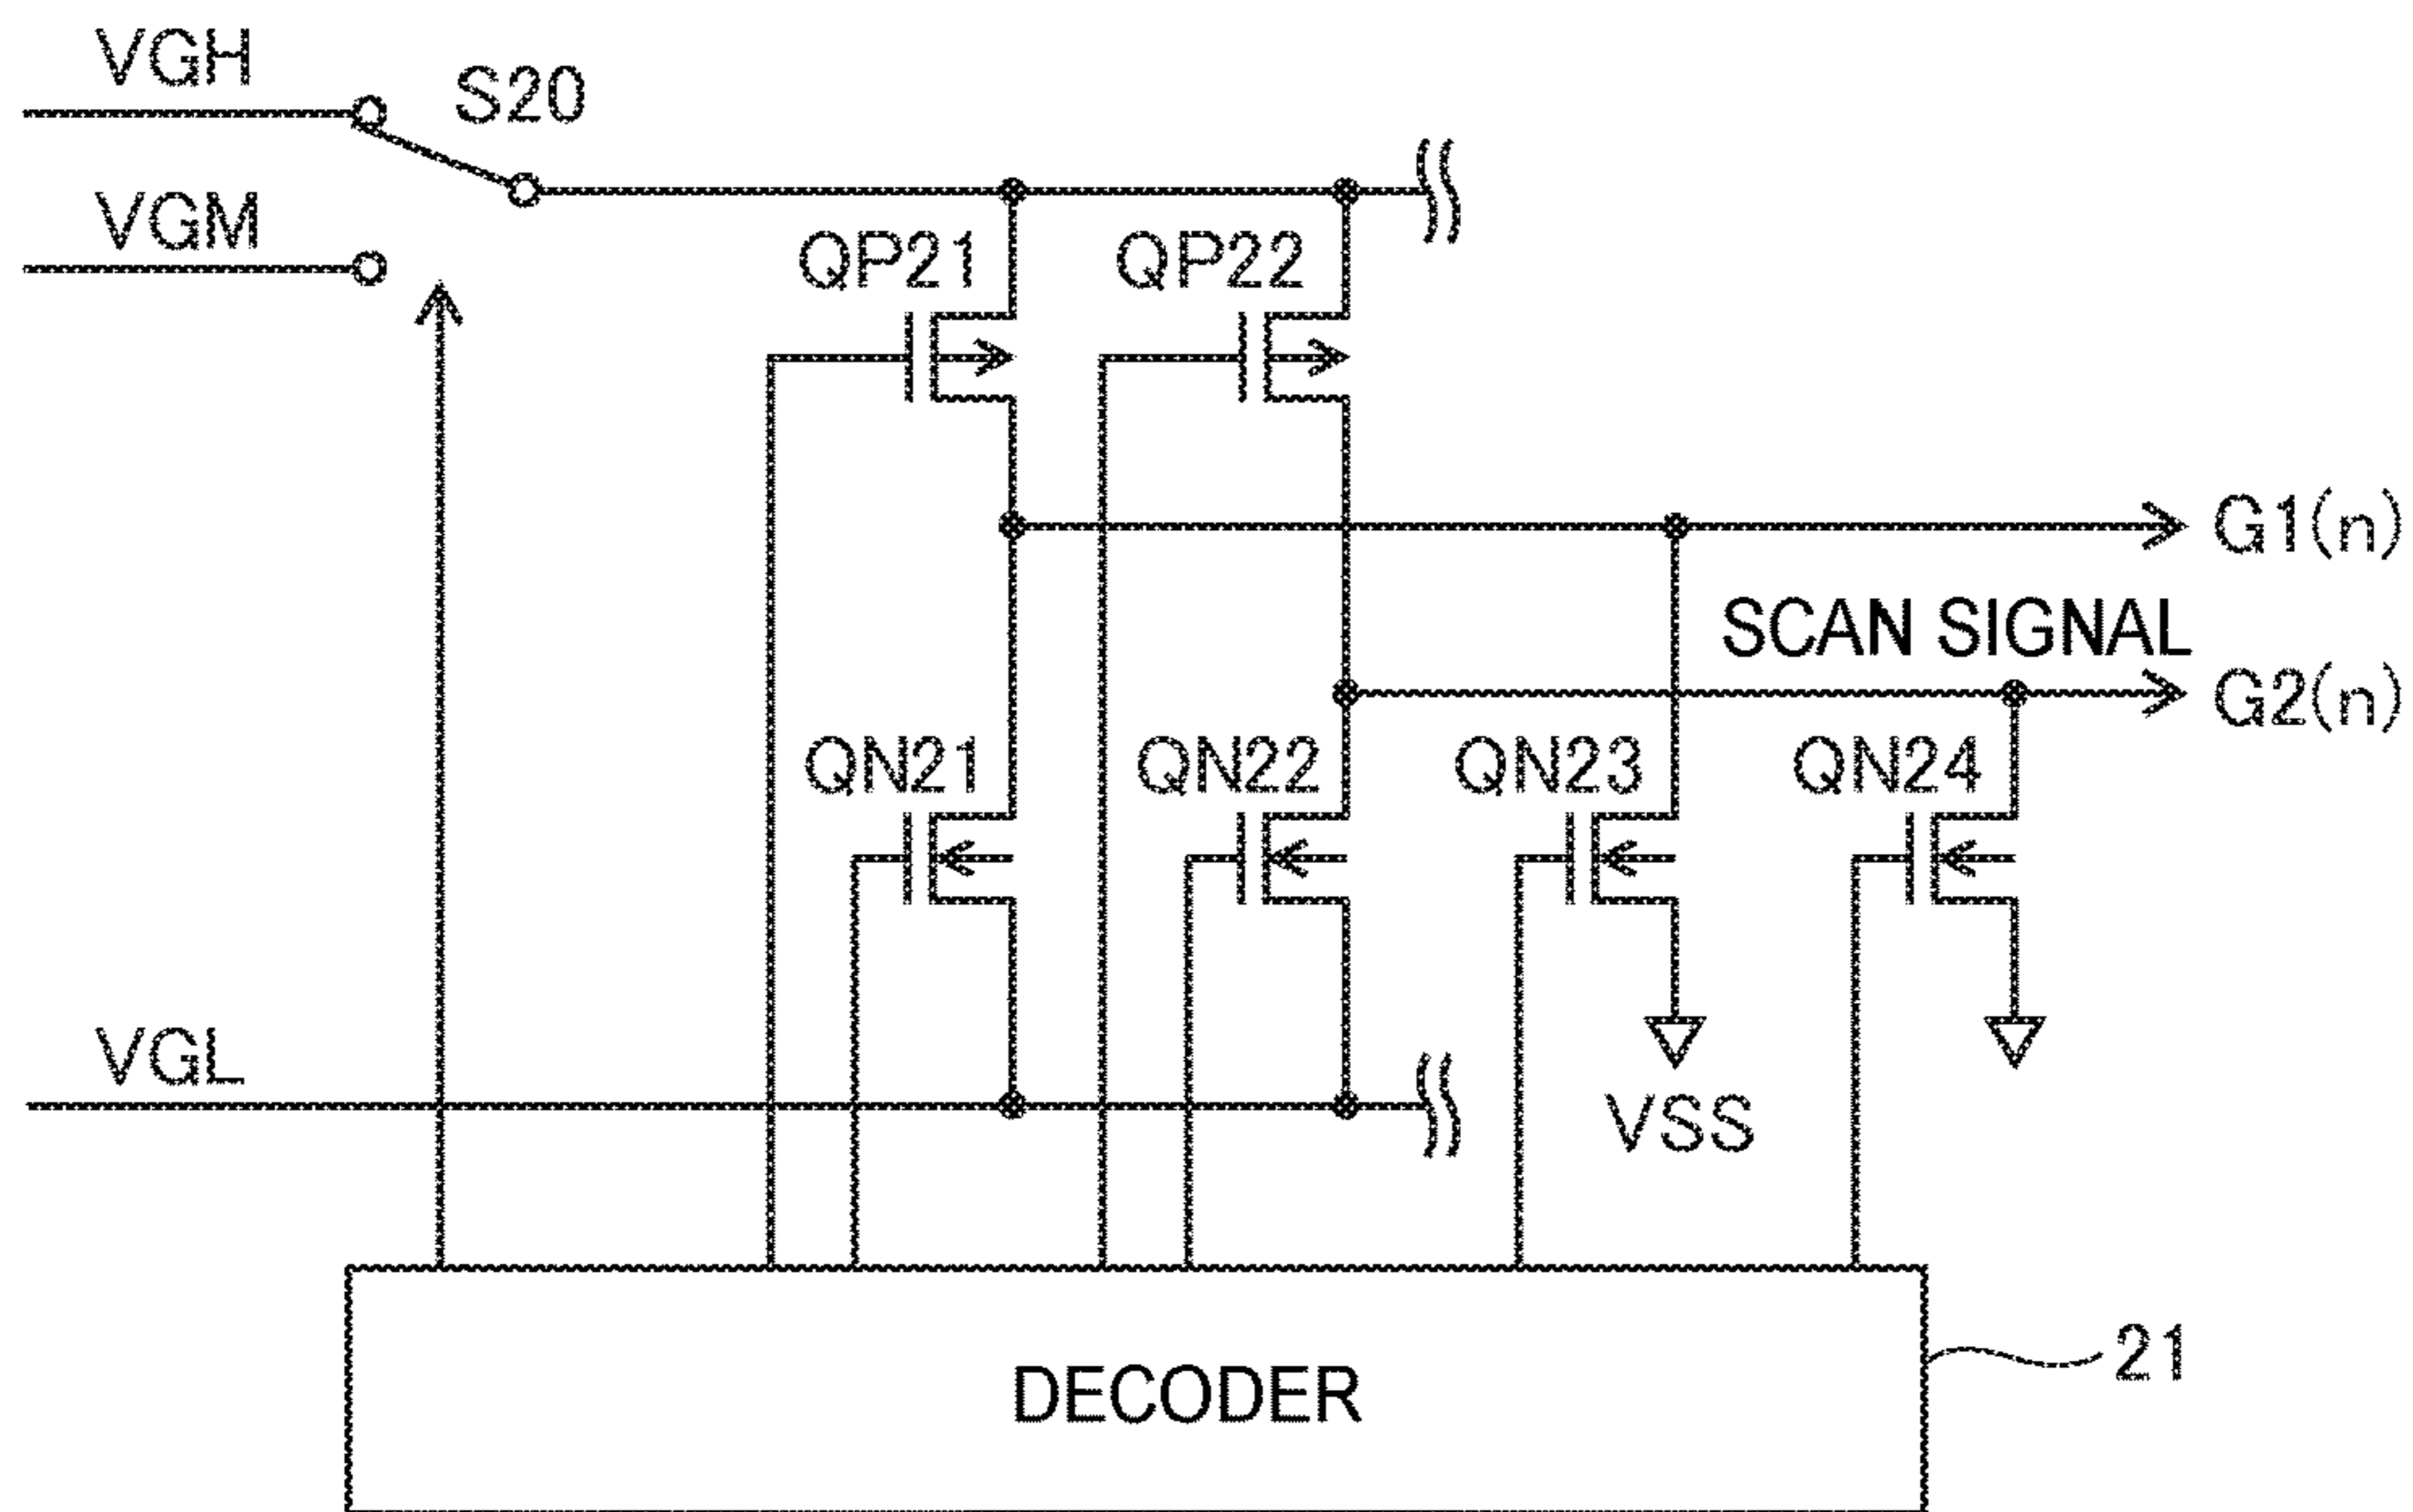 VGH
S20
VGM
QP21
QP22
G1(n)
SCAN SIGNAL
G2(n)
QN21
QN22
QN23
QN24
VGL
VSS
DECODER
21